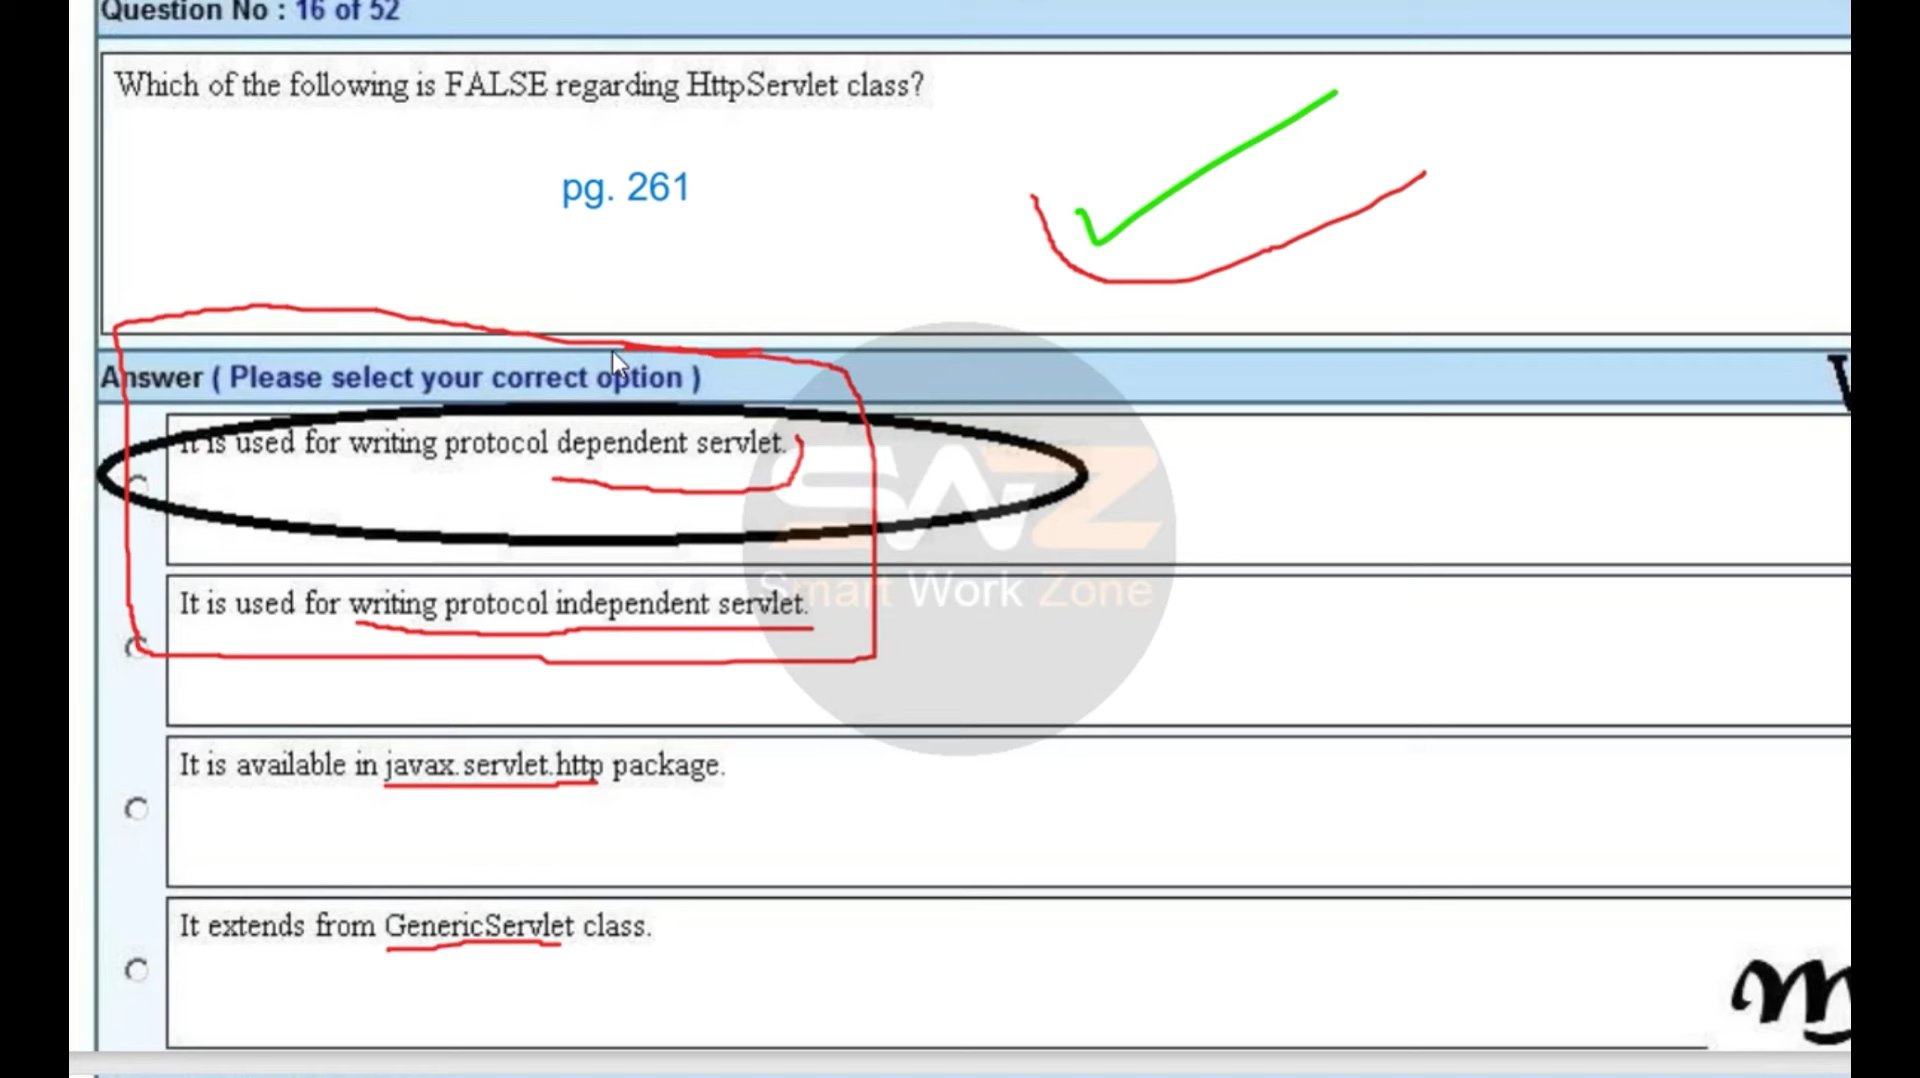 Question No : 16 of 52
Which of the following is FALSE regarding HttpServlet class?
pg. 261
Answer ( Please select your correct option )
It is used for writing protocol dependent servlet.
SWZ
Smart Work Zone
It is used for writing protocol independent servlet.
It is available in javax.servlet.http package.
It extends from GenericServlet class.